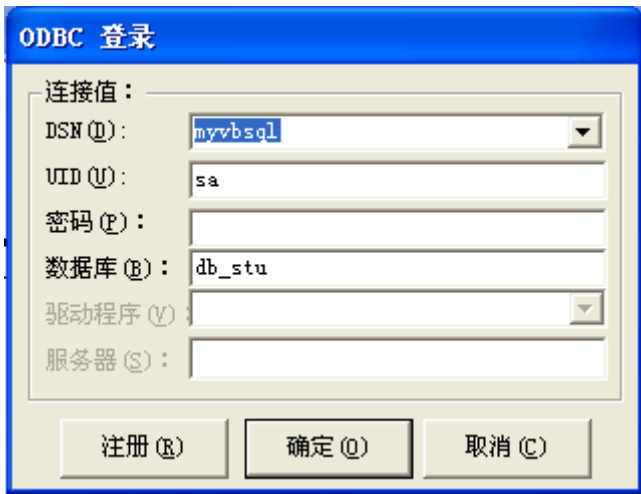 ODBC 登录
连接值：
DSN(D): myvbsql
UID(U): sa
密码(P)：
数据库(B)： db_stu
驱动程序(V):
服务器(S)：
注册(R) 确定(O) 取消(C)